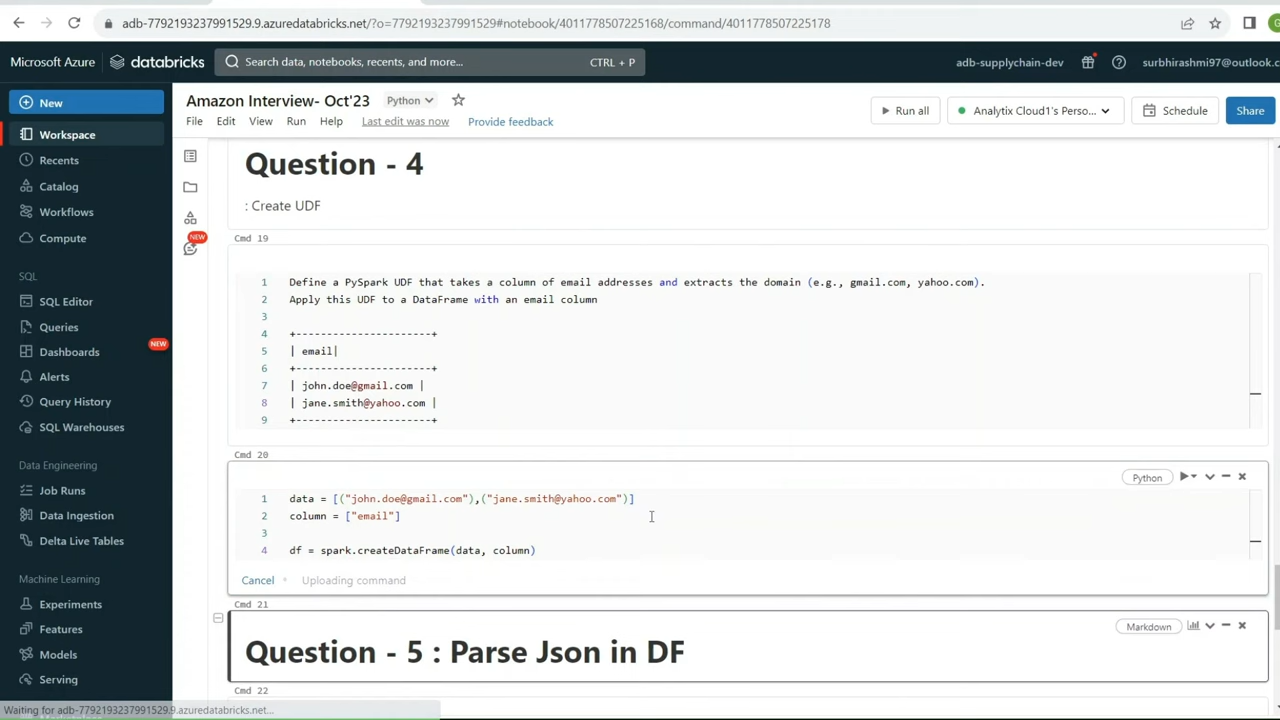 adb-7792193237991529.9.azuredatabricks.net/?o=7792193237991529#notebook/4011778507225168/command/4011778507225178
Microsoft Azure databricks Search data, notebooks, recents, and more... CTRL + P adb-supplychain-dev surbhirashmi97@outlook.c
New
Workspace
Recents
Catalog
Workflows
Compute
SQL
SQL Editor
Queries
Dashboards NEW
Alerts
Query History
SQL Warehouses
Data Engineering
Job Runs
Data Ingestion
Delta Live Tables
Machine Learning
Experiments
Features
Models
Serving
Waiting for adb-7792193237991529.9.azuredatabricks.net...
Amazon Interview- Oct'23 Python
File Edit View Run Help Last edit was now Provide feedback
Run all Analytix Cloud1's Perso... Schedule Share
NEW
Question - 4
: Create UDF
Cmd 19
1 Define a PySpark UDF that takes a column of email addresses and extracts the domain (e.g., gmail.com, yahoo.com).
2 Apply this UDF to a DataFrame with an email column
3
4 +----------------------+
5 | email|
6 +----------------------+
7 | john.doe@gmail.com |
8 | jane.smith@yahoo.com |
9 +----------------------+
Cmd 20
Python
1 data = [("john.doe@gmail.com"),("jane.smith@yahoo.com")]
2 column = ["email"]
3
4 df = spark.createDataFrame(data, column)
Cancel Uploading command
Cmd 21
Markdown
Question - 5 : Parse Json in DF
Cmd 22